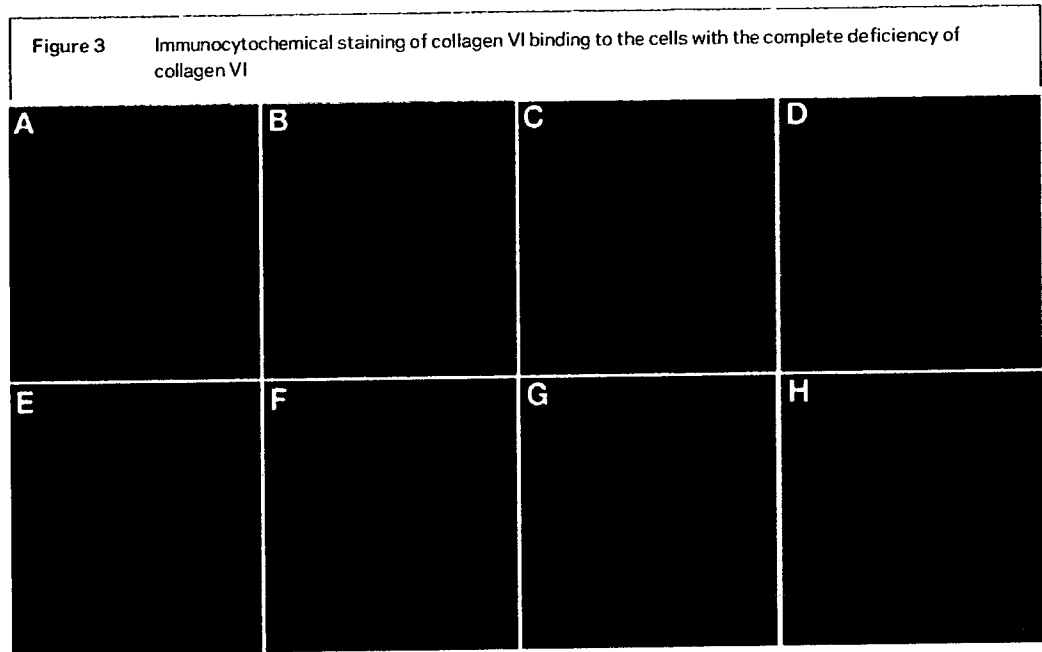 Figure 3 Immunocytochemical staining of collagen VI binding to the cells with the complete deficiency of
collagen VI
A B C D
E F G H